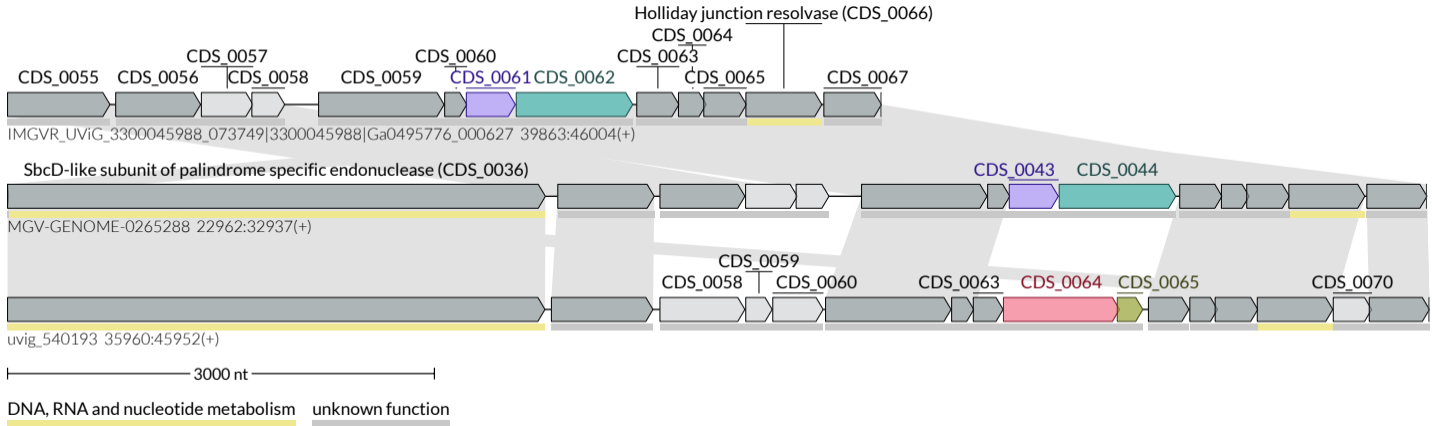 Holliday junction resolvase (CDS_0066)
CDS_0064
CDS_0057 CDS_0060 CDS_0063
CDS_0055 CDS_0056 CDS_0058 CDS_0059 CDS_0061 CDS_0062 CDS_0065 CDS_0067
IMGVR_UViG_3300045988_073749|3300045988|Ga0495776_000627 39863:46004(+)
SbcD-like subunit of palindrome specific endonuclease (CDS_0036) CDS_0043 CDS_0044
MGV-GENOME-0265288 22962:32937(+)
CDS_0059
CDS_0058 CDS_0060 CDS_0063 CDS_0064 CDS_0065 CDS_0070
uvig_540193 35960:45952(+)
3000 nt
DNA, RNA and nucleotide metabolism unknown function